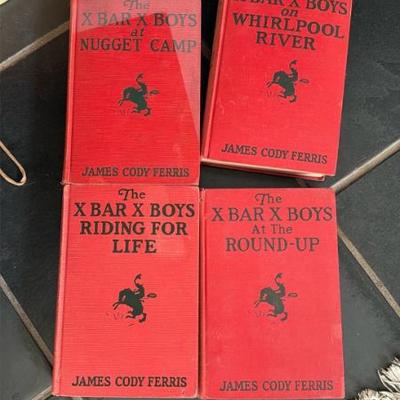 The
X BAR X BOYS
at
NUGGET CAMP
JAMES CODY FERRIS
X BAR X BOYS
on
WHIRLPOOL
RIVER
JAMES CODY FERRIS
The
X BAR X BOYS
RIDING FOR
LIFE
JAMES CODY FERRIS
The
X BAR X BOYS
At The
ROUND-UP
JAMES CODY FERRIS